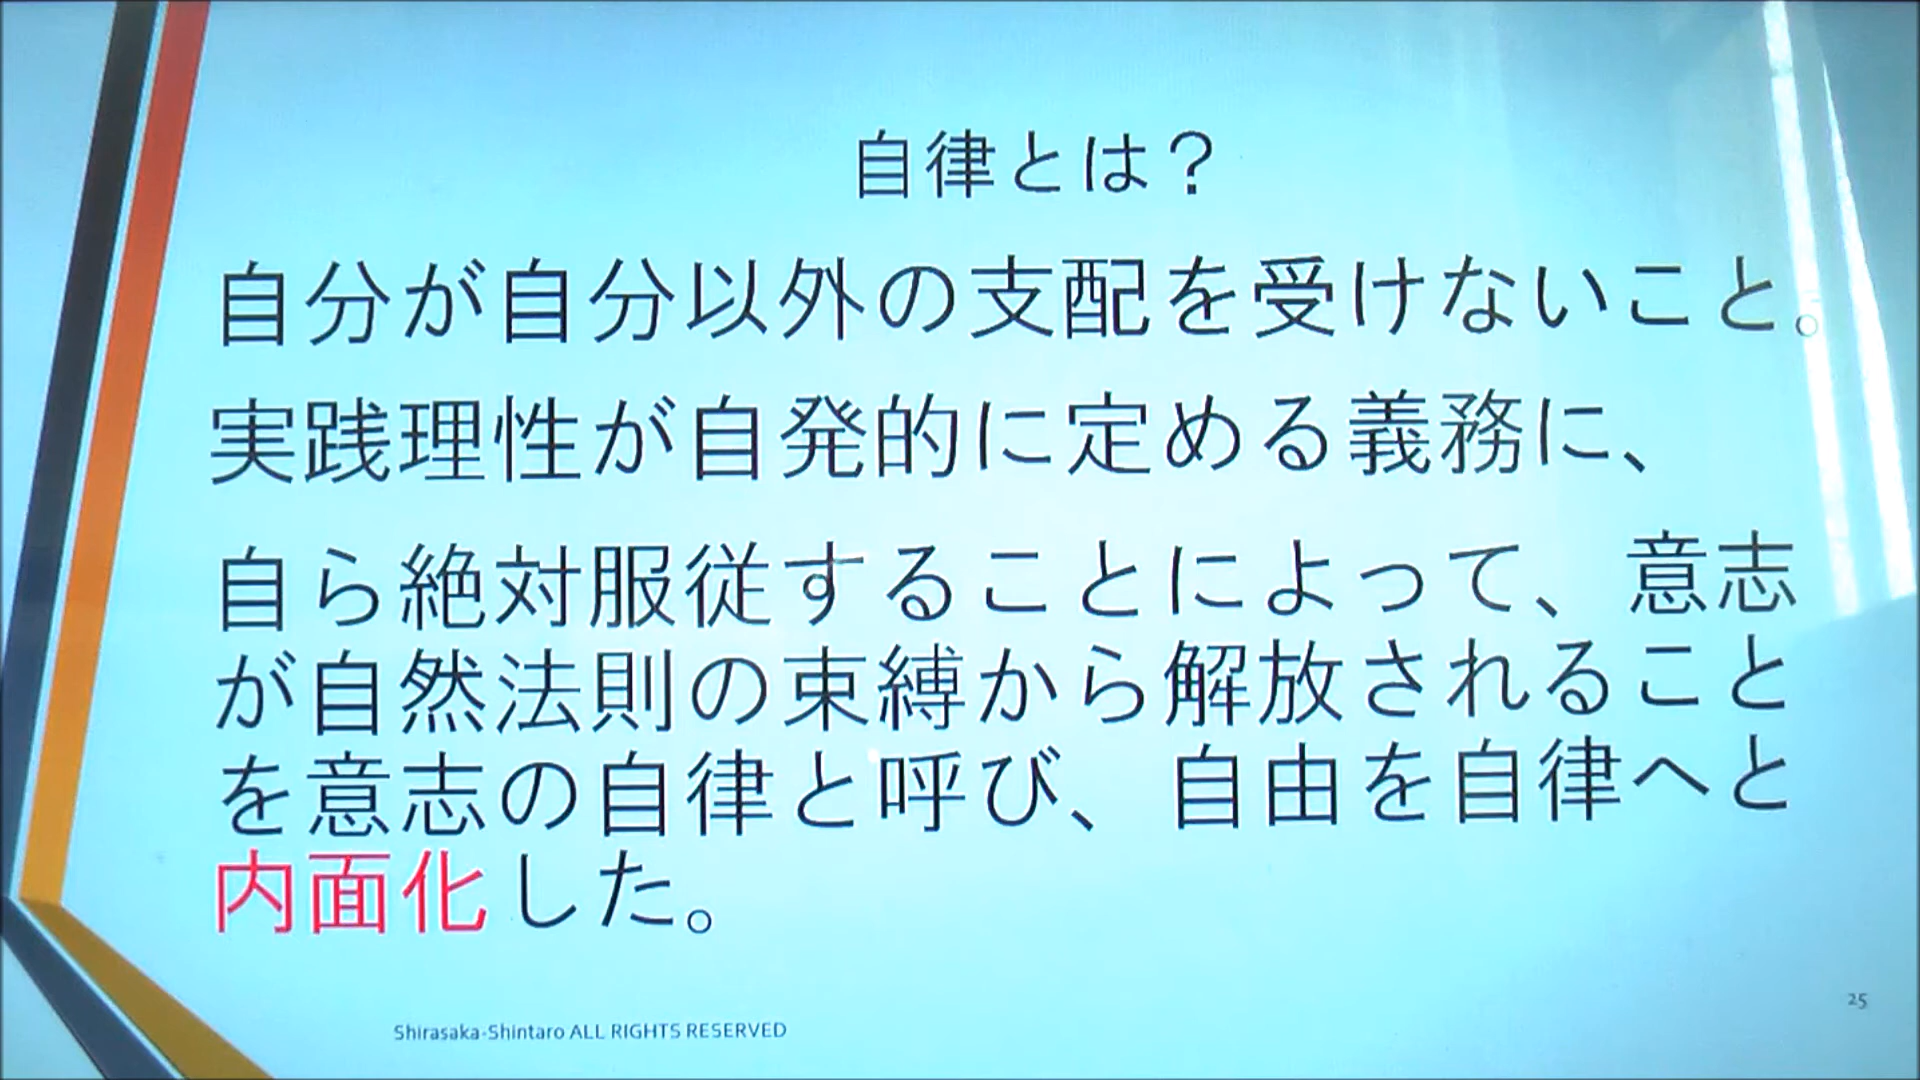 自律とは？
自分が自分以外の支配を受けないこと。
実践理性が自発的に定める義務に、
自ら絶対服従することによって、意志
が自然法則の束縛から解放されること
を意志の自律と呼び、自由を自律へと
内面化した。
Shirasaka-Shintaro ALL RIGHTS RESERVED
25